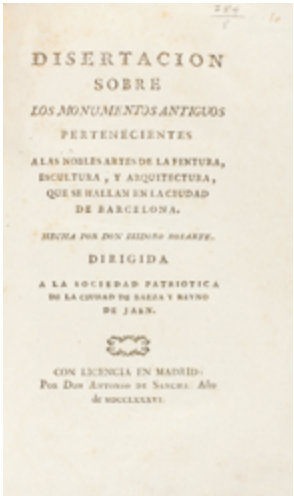 DISERTACION
SOBRE
LOS MONUMENTOS ANTIGUOS
PERTENECIENTES
A LAS NOBLES ARTES DE LA PINTURA,
ESCULTURA, Y ARQUITECTURA,
QUE SE HALLAN EN LA CIUDAD
DE BARCELONA.
HECHA POR DON ISIDORO BOSARTE.
DIRIGIDA
A LA SOCIEDAD PATRIOTICA
DE LA CIUDAD DE BAEZA Y REYNO
DE JAEN.
CON LICENCIA EN MADRID:
POR DON ANTONIO DE SANCHA: Año
de MDCCLXXXVI.